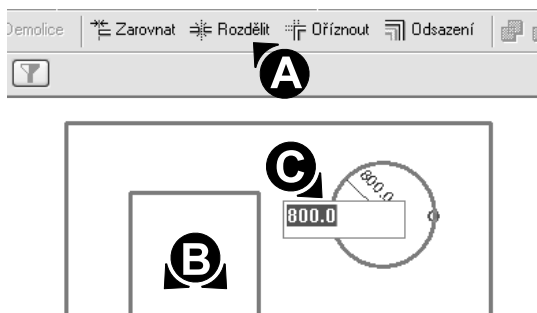 Demolice Zarovnat Rozdělit Oříznout Odsazení
A
C
800.0
800.0
B